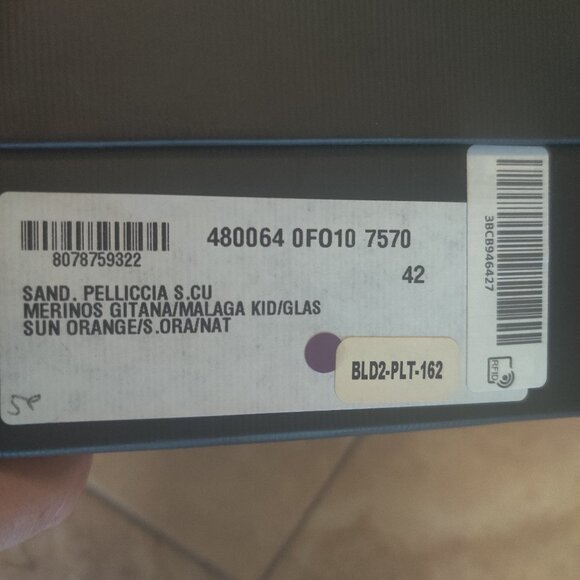 480064 0FO10 7570
8078759322
42
SAND. PELLICCIA S.CU
MERINOS GITANA/MALAGA KID/GLAS
SUN ORANGE/S.ORA/NAT
BLD2-PLT-162
3BCB946427
RFID